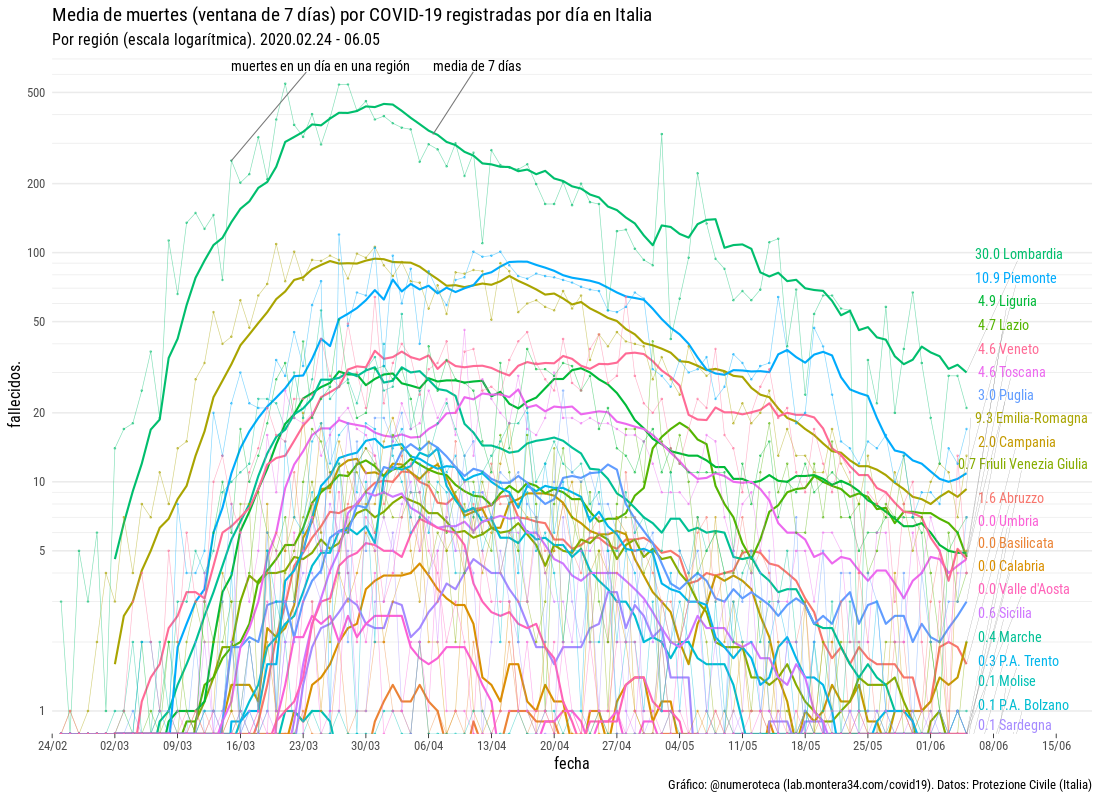 Media de muertes (ventana de 7 días) por COVID-19 registradas por día en Italia
Por región (escala logarítmica). 2020.02.24 - 06.05
muertes en un día en una región
media de 7 días
fallecidos.
500
200
100
50
20
10
5
1
30.0 Lombardia
10.9 Piemonte
4.9 Liguria
4.7 Lazio
4.6 Veneto
4.6 Toscana
3.0 Puglia
9.3 Emilia-Romagna
2.0 Campania
0.7 Friuli Venezia Giulia
1.6 Abruzzo
0.0 Umbria
0.0 Basilicata
0.0 Calabria
0.0 Valle d'Aosta
0.6 Sicilia
0.4 Marche
0.3 P.A. Trento
0.1 Molise
0.1 P.A. Bolzano
0.1 Sardegna
24/02 02/03 09/03 16/03 23/03 30/03 06/04 13/04 20/04 27/04 04/05 11/05 18/05 25/05 01/06 08/06 15/06
fecha
Gráfico: @numeroteca (lab.montera34.com/covid19). Datos: Protezione Civile (Italia)